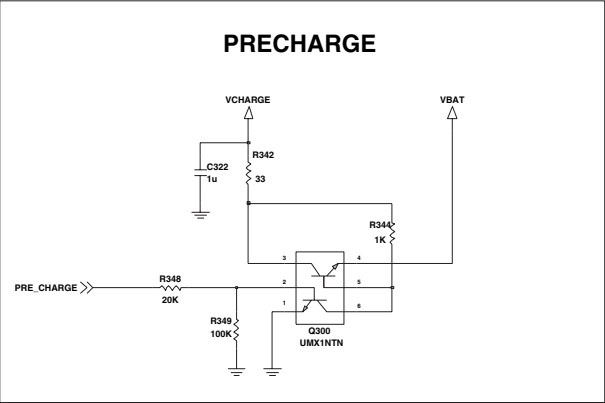 PRECHARGE
VCHARGE
VBAT
R342
C322
1u
33
R344
1K
3
4
R348
2
5
PRE_CHARGE
20K
1
6
R349
100K
Q300
UMX1NTN